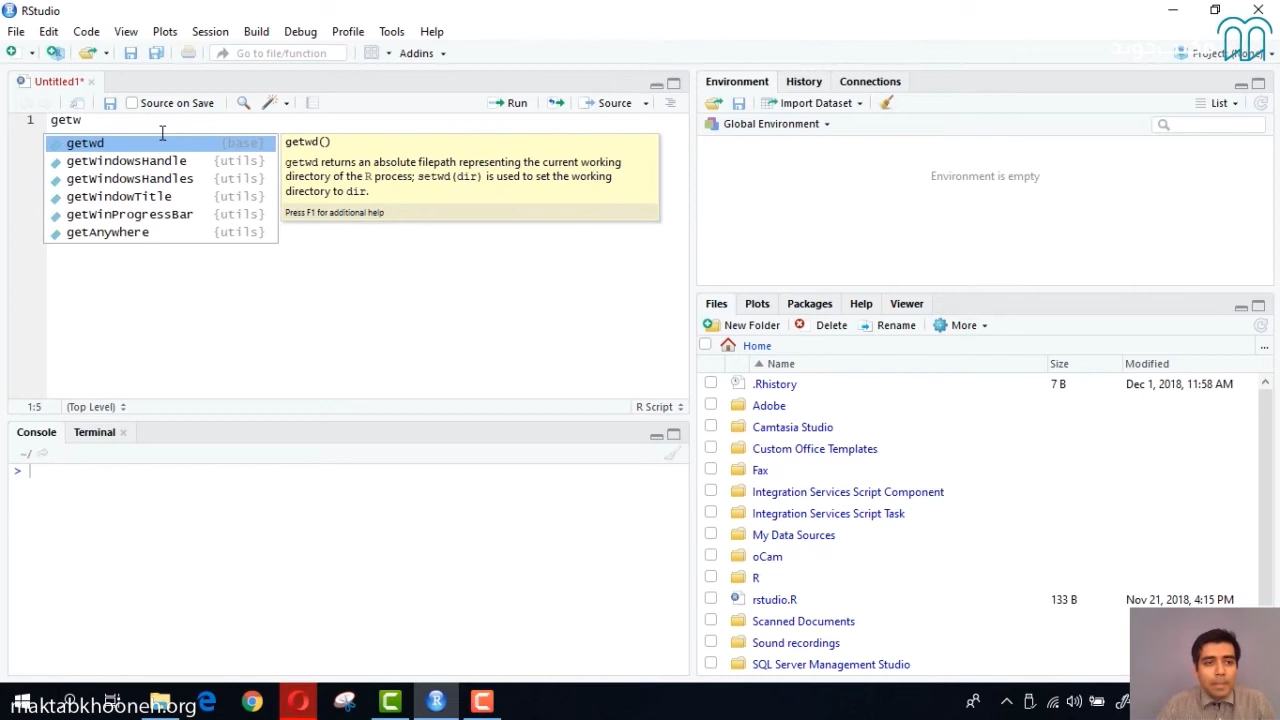 RStudio
File Edit Code View Plots Session Build Debug Profile Tools Help
Go to file/function Addins
Untitled1*
Source on Save Run Source
1 getw
getwd {base}
getWindowsHandle {utils}
getWindowsHandles {utils}
getWindowTitle {utils}
getWinProgressBar {utils}
getAnywhere {utils}
getwd()
getwd returns an absolute filepath representing the current working
directory of the R process; setwd(dir) is used to set the working
directory to dir.
Press F1 for additional help
1:5 (Top Level) R Script
Console Terminal
~/
>
Environment History Connections
Import Dataset List
Global Environment
Environment is empty
Files Plots Packages Help Viewer
New Folder Delete Rename More
Home ...
Name Size Modified
.Rhistory 7 B Dec 1, 2018, 11:58 AM
Adobe
Camtasia Studio
Custom Office Templates
Fax
Integration Services Script Component
Integration Services Script Task
My Data Sources
oCam
R
rstudio.R 133 B Nov 21, 2018, 4:15 PM
Scanned Documents
Sound recordings
SQL Server Management Studio
maktabkhooneh.org